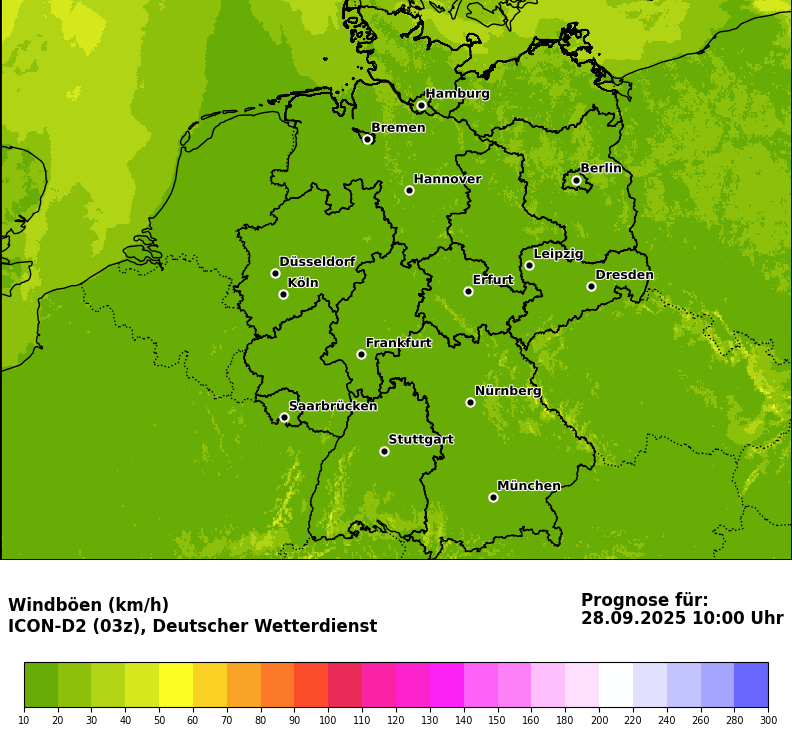 Hamburg
Bremen
Berlin
Hannover
Leipzig
Düsseldorf
Dresden
Köln
Erfurt
Frankfurt
Nürnberg
Saarbrücken
Stuttgart
München
Windböen (km/h)
ICON-D2 (03z), Deutscher Wetterdienst
Prognose für:
28.09.2025 10:00 Uhr
10 20 30 40 50 60 70 80 90 100 110 120 130 140 150 160 180 200 220 240 260 280 300